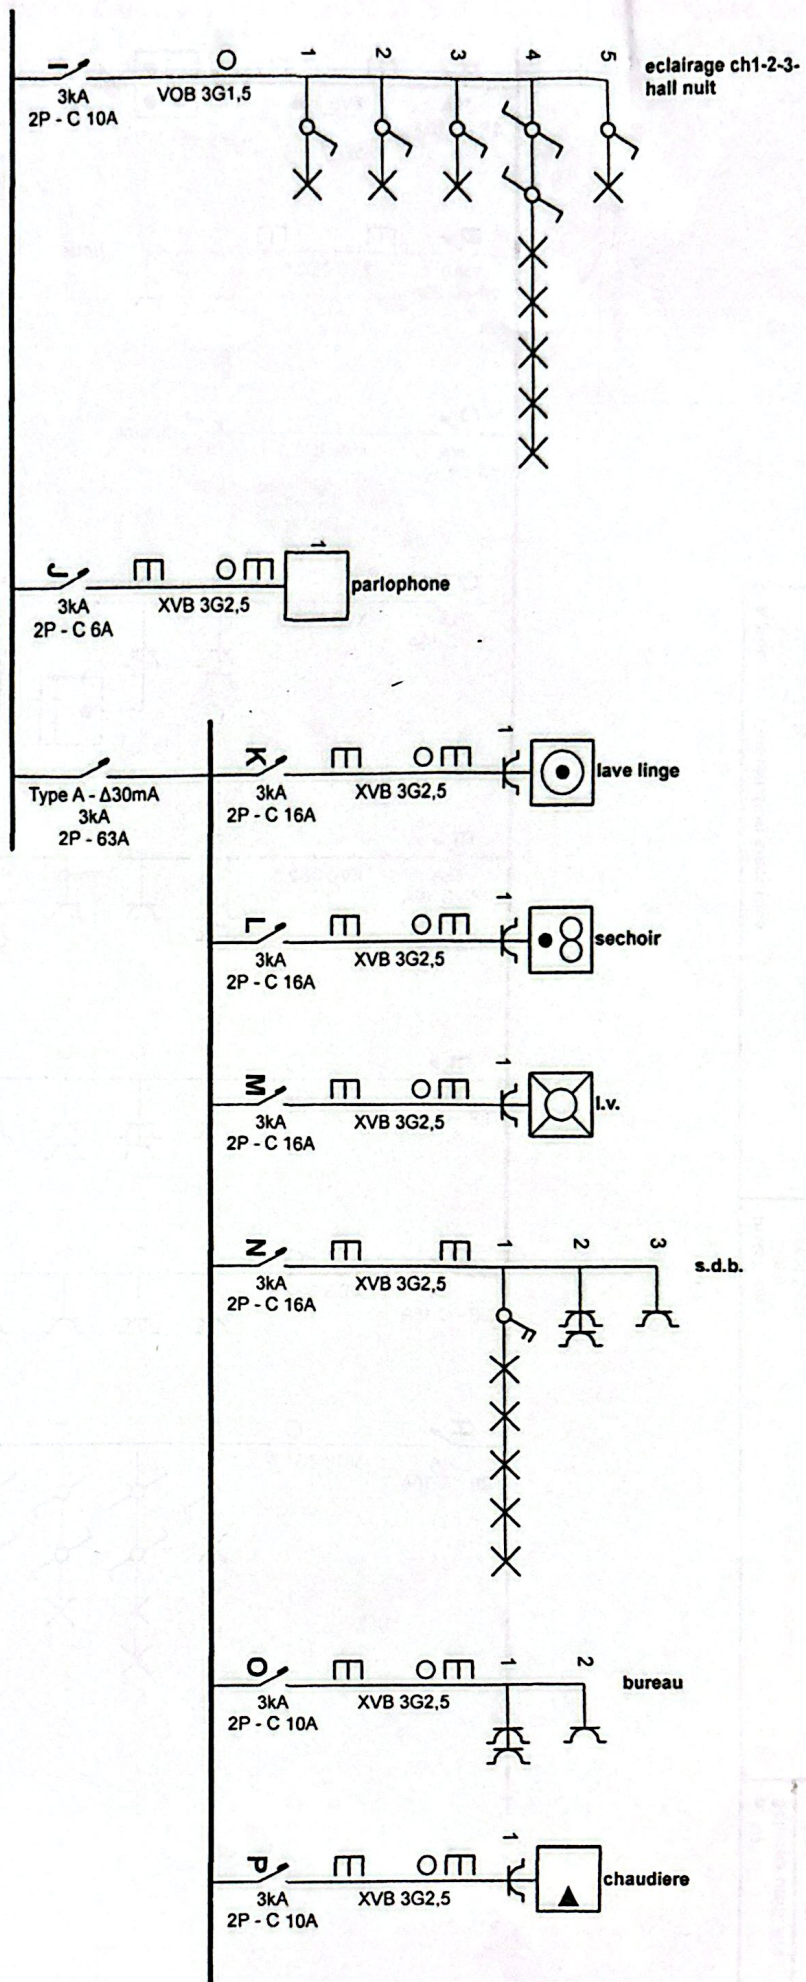 I
3kA
2P - C 10A
VOB 3G1,5
1
2
3
4
5
eclairage ch1-2-3-
hall nuit
J
3kA
2P - C 6A
XVB 3G2,5
1
parlophone
Type A - Δ30mA
3kA
2P - 63A
K
3kA
2P - C 16A
XVB 3G2,5
1
lave linge
L
3kA
2P - C 16A
XVB 3G2,5
1
sechoir
M
3kA
2P - C 16A
XVB 3G2,5
1
l.v.
N
3kA
2P - C 16A
XVB 3G2,5
1
2
3
s.d.b.
O
3kA
2P - C 10A
XVB 3G2,5
1
2
bureau
P
3kA
2P - C 10A
XVB 3G2,5
1
chaudiere